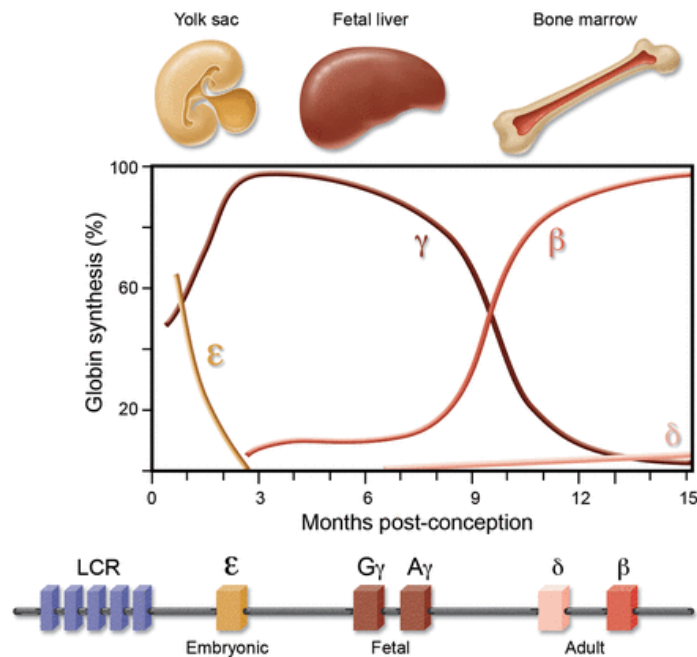 Yolk sac Fetal liver Bone marrow
100
60
20
Globin synthesis (%)
γ
β
ε
δ
0 3 6 9 12 15
Months post-conception
LCR ε Gγ Aγ δ β
Embryonic Fetal Adult